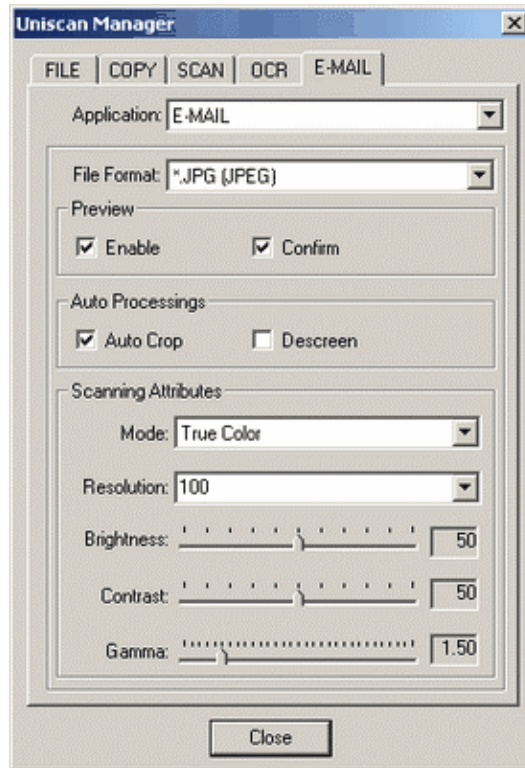 Uniscan Manager
FILE COPY SCAN OCR E-MAIL
Application: E-MAIL
File Format: *.JPG (JPEG)
Preview
Enable Confirm
Auto Processings
Auto Crop Descreen
Scanning Attributes
Mode: True Color
Resolution: 100
Brightness: 50
Contrast: 50
Gamma: 1.50
Close